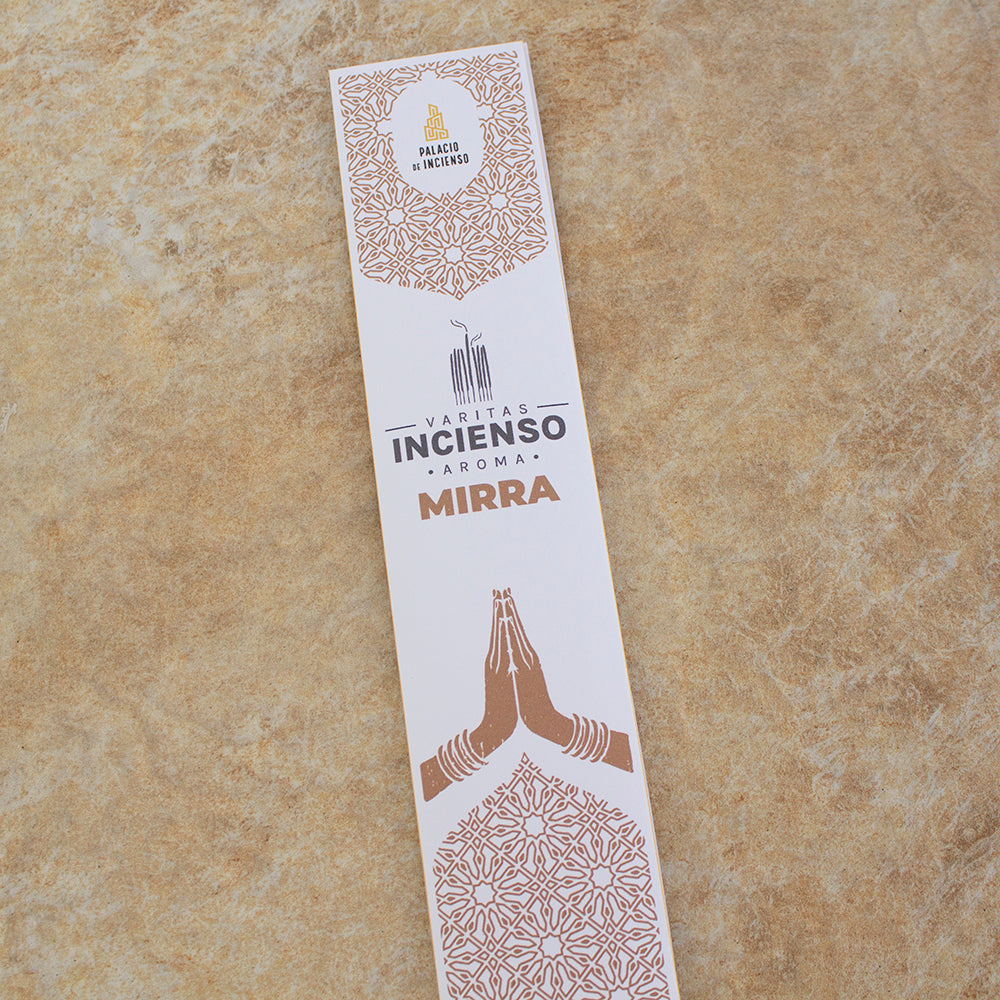 PALACIO
DE INCIENSO
VARITAS
INCIENSO
• AROMA •
MIRRA